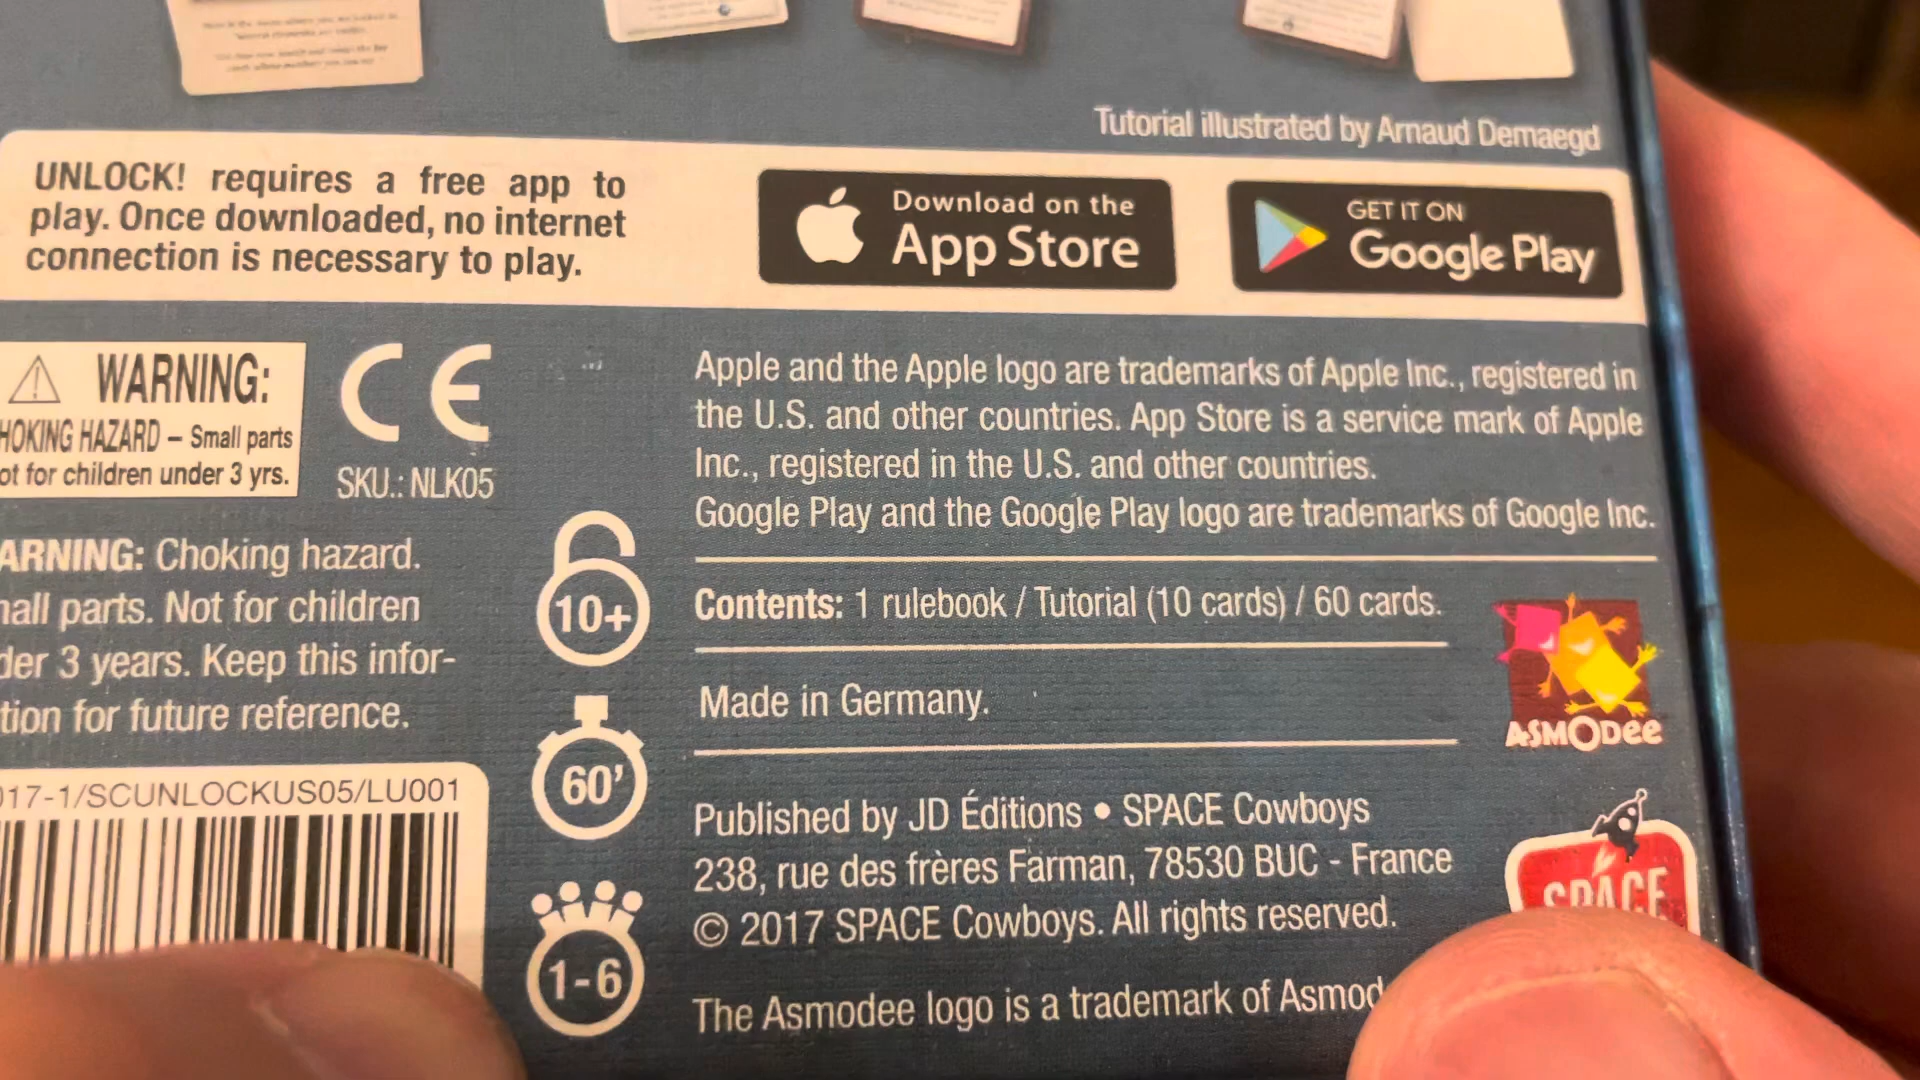 Tutorial illustrated by Arnaud Demaegd
UNLOCK! requires a free app to
play. Once downloaded, no internet
connection is necessary to play.
Download on the
App Store
GET IT ON
Google Play
WARNING:
HOKING HAZARD – Small parts
ot for children under 3 yrs.
CE
SKU.: NLK05
ARNING: Choking hazard.
all parts. Not for children
der 3 years. Keep this infor-
tion for future reference.
017-1/SCUNLOCKUS05/LU001
10+
60’
1-6
Apple and the Apple logo are trademarks of Apple Inc., registered in
the U.S. and other countries. App Store is a service mark of Apple
Inc., registered in the U.S. and other countries.
Google Play and the Google Play logo are trademarks of Google Inc.
Contents: 1 rulebook / Tutorial (10 cards) / 60 cards.
Made in Germany.
Published by JD Éditions • SPACE Cowboys
238, rue des frères Farman, 78530 BUC - France
© 2017 SPACE Cowboys. All rights reserved.
The Asmodee logo is a trademark of Asmod
ASMODee
SPACE